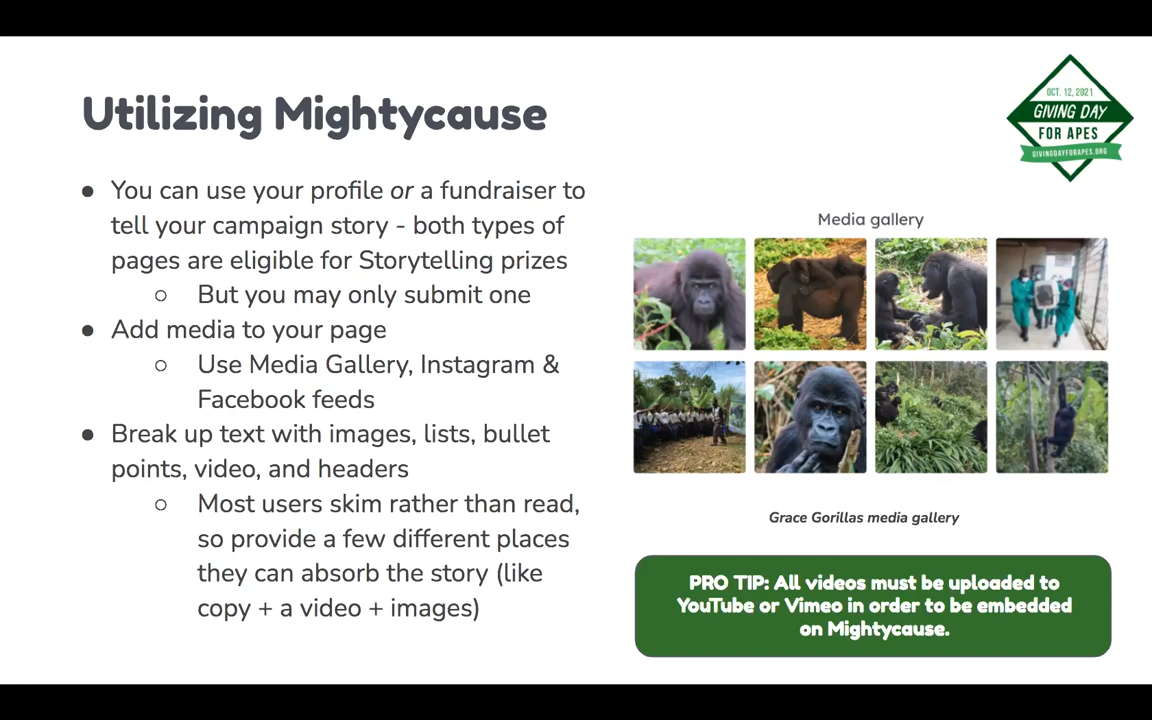 Utilizing Mightycause
OCT. 12, 2021
GIVING DAY
FOR APES
GIVINGDAYFORAPES.ORG
● You can use your profile or a fundraiser to
tell your campaign story - both types of
pages are eligible for Storytelling prizes
○ But you may only submit one
● Add media to your page
○ Use Media Gallery, Instagram &
Facebook feeds
● Break up text with images, lists, bullet
points, video, and headers
○ Most users skim rather than read,
so provide a few different places
they can absorb the story (like
copy + a video + images)
Media gallery
Grace Gorillas media gallery
PRO TIP: All videos must be uploaded to
YouTube or Vimeo in order to be embedded
on Mightycause.